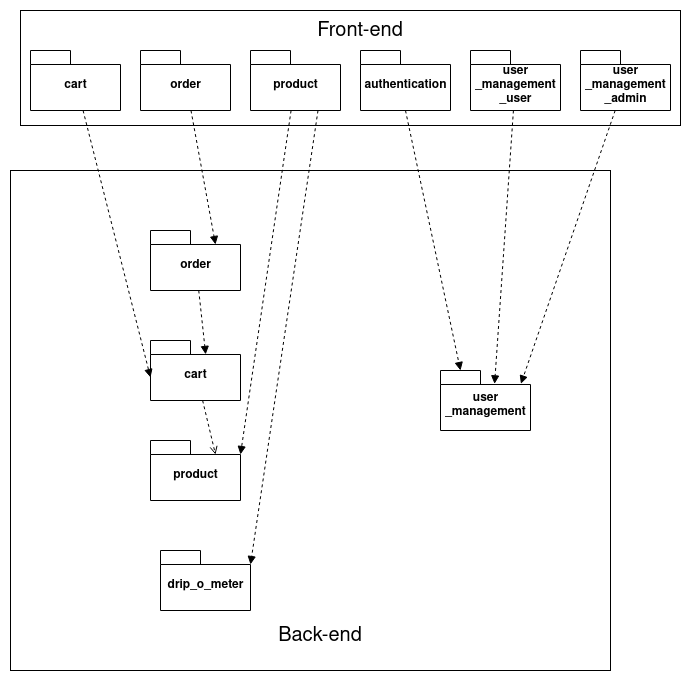 Front-end
cart
order
product
authentication
user
_management
_user
user
_management
_admin
order
cart
user
_management
product
drip_o_meter
Back-end